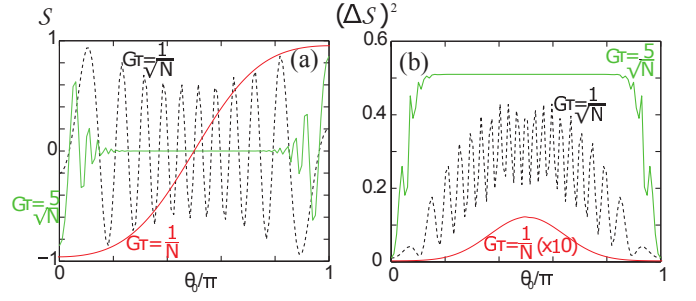 S
1
0
−1
Gτ=1/√N
(a)
Gτ=5/√N
Gτ=1/N
0
θ₀/π
1
(ΔS)²
0.6
0.4
0.2
0
Gτ=5/√N
(b)
Gτ=1/√N
Gτ=1/N (x10)
0
θ₀/π
1